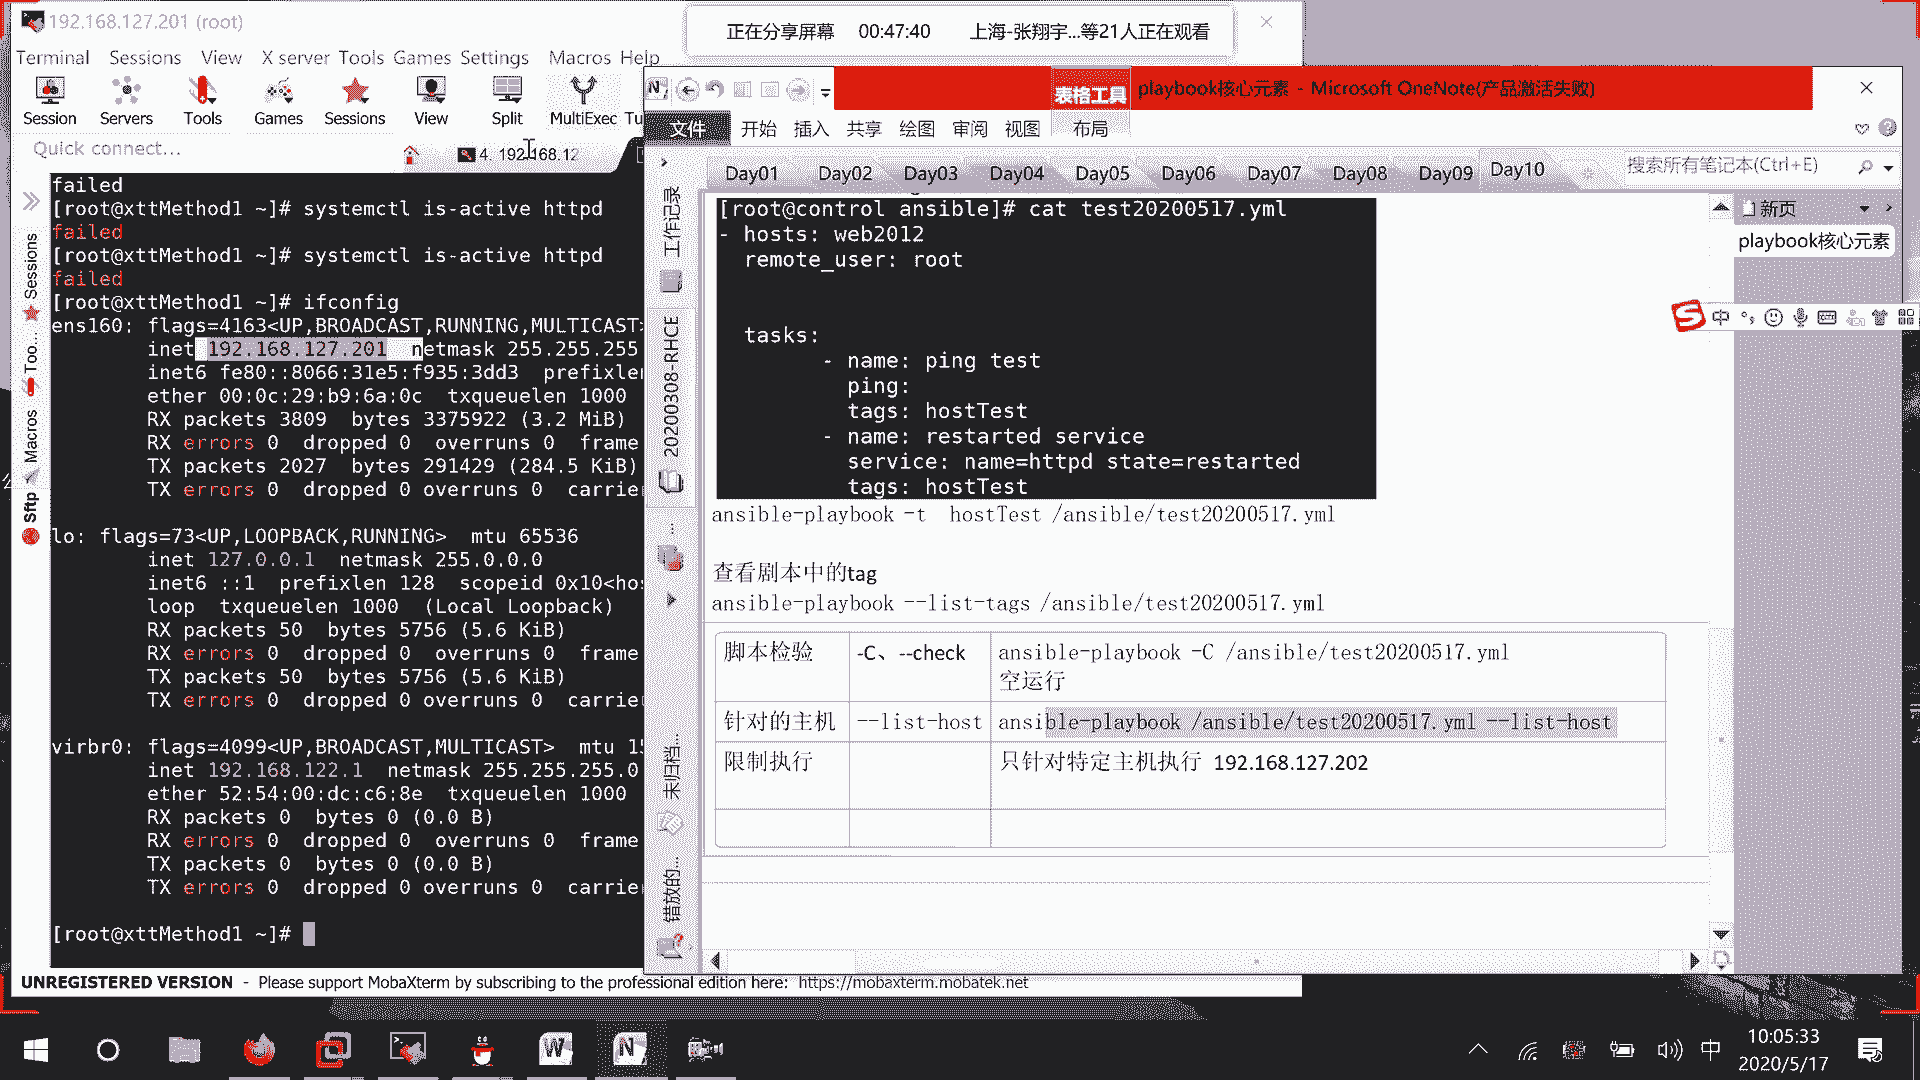 192.168.127.201 (root)
正在分享屏幕 00:47:40 上海-张翔宇...等21人正在观看
Terminal Sessions View X server Tools Games Settings Macros Help
Session Servers Tools Games Sessions View Split MultiExec Tu
Quick connect...
4. 192.168.12
failed
[root@xttMethod1 ~]# systemctl is-active httpd
failed
[root@xttMethod1 ~]# systemctl is-active httpd
failed
[root@xttMethod1 ~]# ifconfig
ens160: flags=4163<UP,BROADCAST,RUNNING,MULTICAST>
inet 192.168.127.201 netmask 255.255.255
inet6 fe80::8066:31e5:f935:3dd3 prefixlen
ether 00:0c:29:b9:6a:0c txqueuelen 1000
RX packets 3809 bytes 3375922 (3.2 MiB)
RX errors 0 dropped 0 overruns 0 frame
TX packets 2027 bytes 291429 (284.5 KiB)
TX errors 0 dropped 0 overruns 0 carrie
lo: flags=73<UP,LOOPBACK,RUNNING> mtu 65536
inet 127.0.0.1 netmask 255.0.0.0
inet6 ::1 prefixlen 128 scopeid 0x10<hos
loop txqueuelen 1000 (Local Loopback)
RX packets 50 bytes 5756 (5.6 KiB)
RX errors 0 dropped 0 overruns 0 frame
TX packets 50 bytes 5756 (5.6 KiB)
TX errors 0 dropped 0 overruns 0 carrie
virbr0: flags=4099<UP,BROADCAST,MULTICAST> mtu 15
inet 192.168.122.1 netmask 255.255.255.0
ether 52:54:00:dc:c6:8e txqueuelen 1000
RX packets 0 bytes 0 (0.0 B)
RX errors 0 dropped 0 overruns 0 frame
TX packets 0 bytes 0 (0.0 B)
TX errors 0 dropped 0 overruns 0 carrie
[root@xttMethod1 ~]#
UNREGISTERED VERSION - Please support MobaXterm by subscribing to the professional edition here: https://mobaxterm.mobatek.net
Sessions
Too...
Macros
Sftp
表格工具 playbook核心元素 - Microsoft OneNote(产品激活失败)
文件 开始 插入 共享 绘图 审阅 视图 布局
Day01 Day02 Day03 Day04 Day05 Day06 Day07 Day08 Day09 Day10
搜索所有笔记本(Ctrl+E)
工作记录
20200308-RHCE
...
未归档...
错放的...
新页
playbook核心元素
[root@control ansible]# cat test20200517.yml
- hosts: web2012
remote_user: root
tasks:
- name: ping test
ping:
tags: hostTest
- name: restarted service
service: name=httpd state=restarted
tags: hostTest
ansible-playbook -t hostTest /ansible/test20200517.yml
查看剧本中的tag
ansible-playbook --list-tags /ansible/test20200517.yml
脚本检验 -C、--check ansible-playbook -C /ansible/test20200517.yml
空运行
针对的主机 --list-host ansible-playbook /ansible/test20200517.yml --list-host
限制执行 只针对特定主机执行 192.168.127.202
中
中
10:05:33
2020/5/17